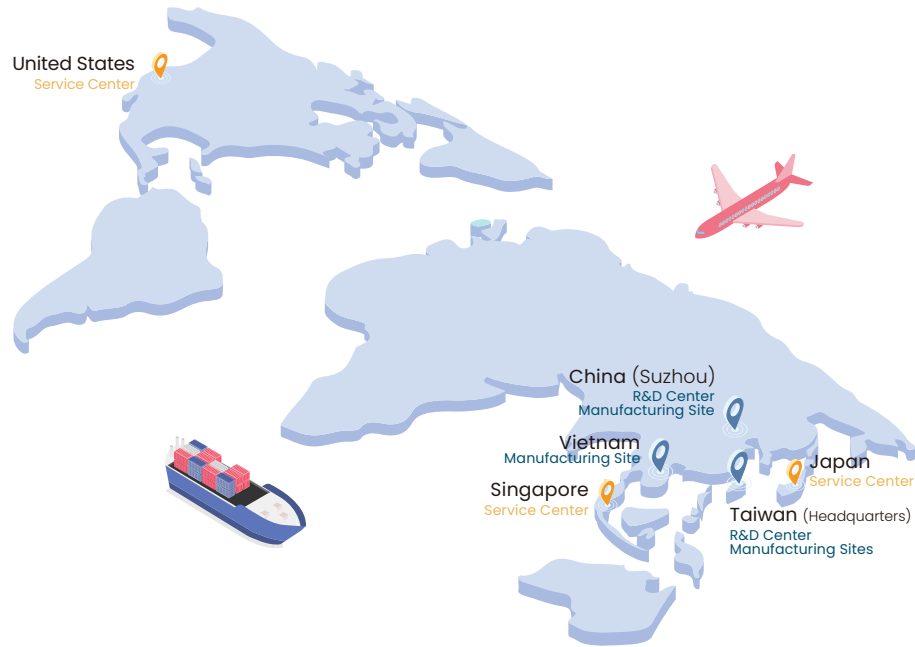 United States
Service Center
China (Suzhou)
R&D Center
Manufacturing Site
Vietnam
Manufacturing Site
Singapore
Service Center
Japan
Service Center
Taiwan (Headquarters)
R&D Center
Manufacturing Sites